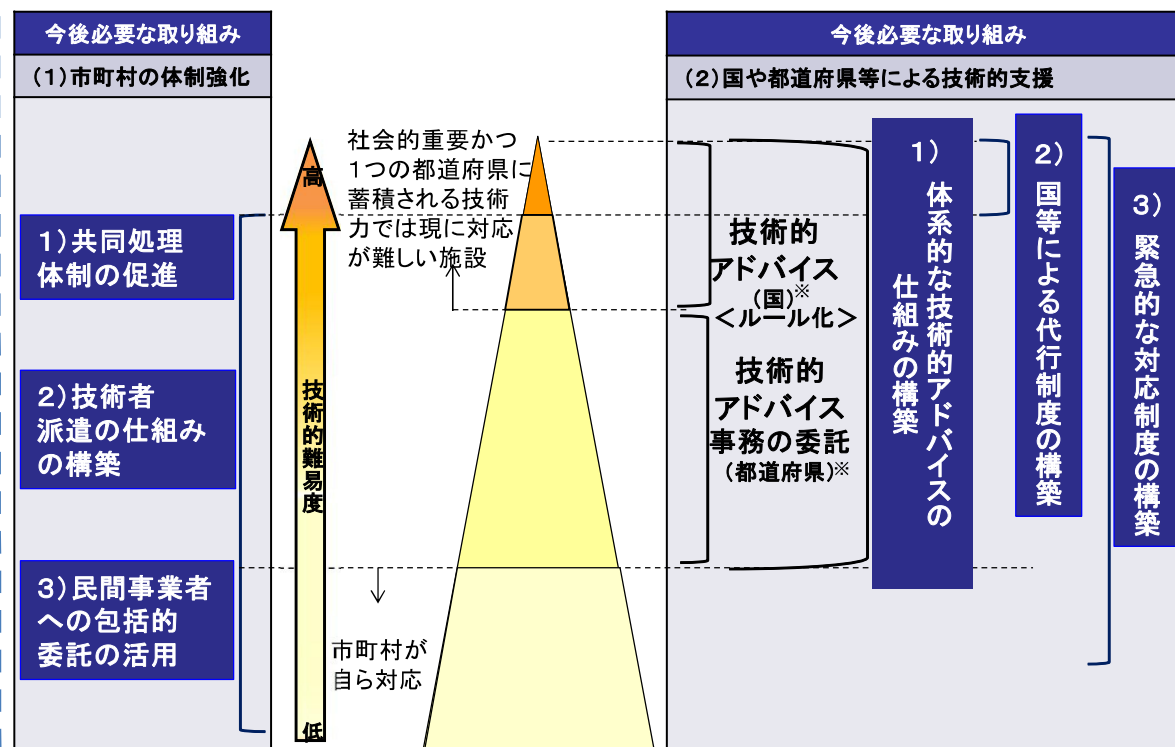 今後必要な取り組み
(1)市町村の体制強化
1)共同処理
体制の促進
2)技術者
派遣の仕組み
の構築
3)民間事業者
への包括的
委託の活用
高
技術的難易度
低
社会的重要かつ
1つの都道府県に
蓄積される技術
力では現に対応
が難しい施設
市町村が
自ら対応
今後必要な取り組み
(2)国や都道府県等による技術的支援
技術的
アドバイス
(国)※
＜ルール化＞
技術的
アドバイス
事務の委託
(都道府県)※
1)体系的な技術的アドバイスの
仕組みの構築
2)国等による代行制度の構築
3)緊急的な対応制度の構築